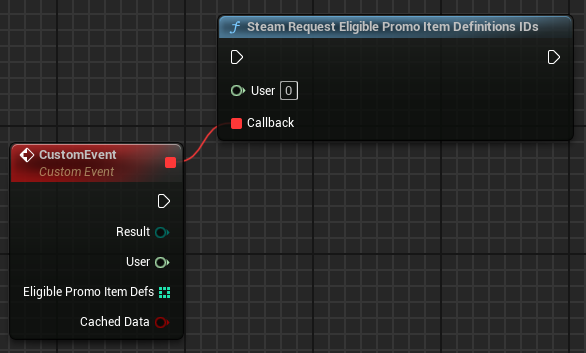 Steam Request Eligible Promo Item Definitions IDs
User 0
Callback
CustomEvent
Custom Event
Result
User
Eligible Promo Item Defs
Cached Data